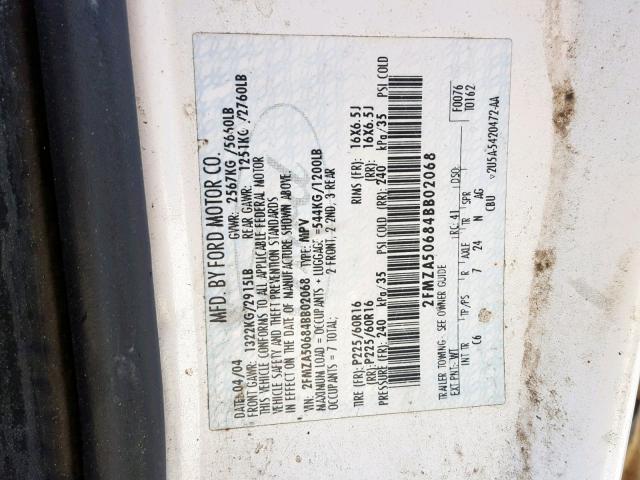 MFD. BY FORD MOTOR CO.
DATE: 04/04 GVWR: 2567KG/5660LB
FRONT GAWR: 1322KG/2915LB REAR GAWR: 1251KG/2760LB
THIS VEHICLE CONFORMS TO ALL APPLICABLE FEDERAL MOTOR
VEHICLE SAFETY AND THEFT PREVENTION STANDARDS
IN EFFECT ON THE DATE OF MANUFACTURE SHOWN ABOVE.
VIN: 2FMZA50684BB02068 TYPE: MPV
MAXIMUM LOAD = OCCUPANTS + LUGGAGE =544KG/1200LB
OCCUPANTS = 7 TOTAL; 2 FRONT, 2 2ND, 3 REAR
TIRE (FR): P225/60R16 RINS (FR): 16X6.5J
(RR): P225/60R16 (RR): 16X6.5J
PRESSURE (FR): 240 kPa/35 PSI COLD (RR): 240 kPa/35 PSI COLD
2FMZA50684BB02068
TRAILER TOWING - SEE OWNER GUIDE
EXT PNT: WT RC: 41 DSO: F0076
INT TR TP/PS R AXLE TR SPR T0162
C6 7 24 N AG
CBU ▽2U5A-5420472-AA